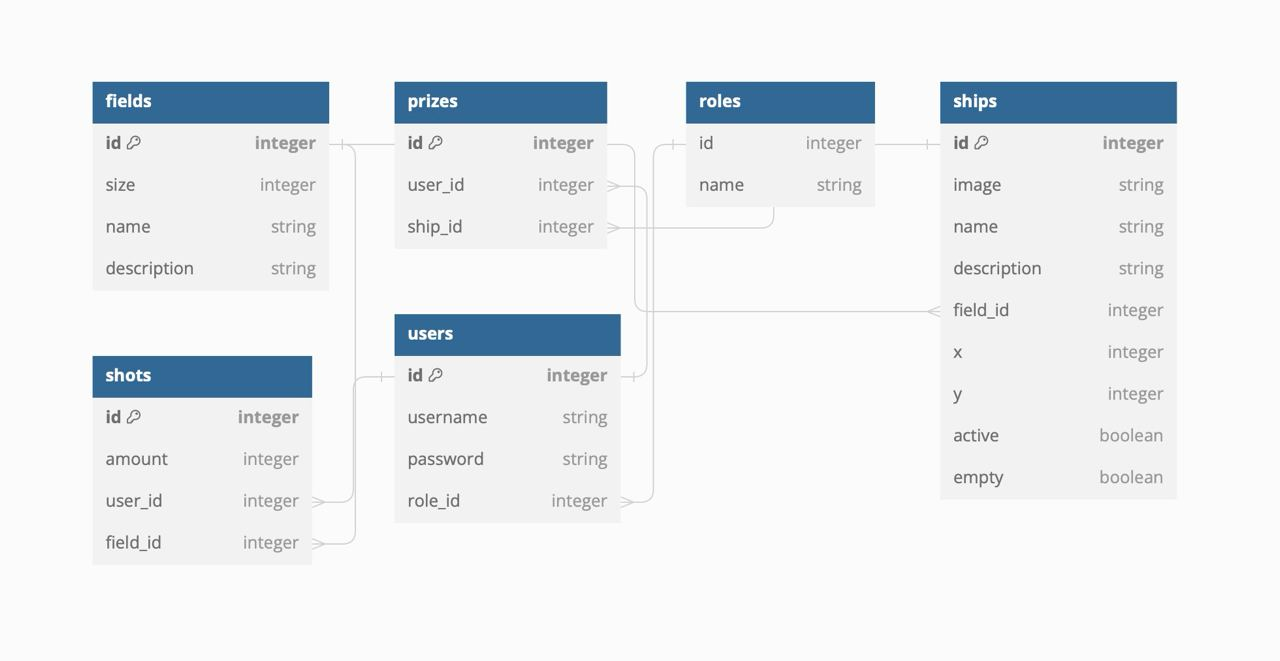 fields
id integer
size integer
name string
description string
prizes
id integer
user_id integer
ship_id integer
roles
id integer
name string
ships
id integer
image string
name string
description string
field_id integer
x integer
y integer
active boolean
empty boolean
shots
id integer
amount integer
user_id integer
field_id integer
users
id integer
username string
password string
role_id integer